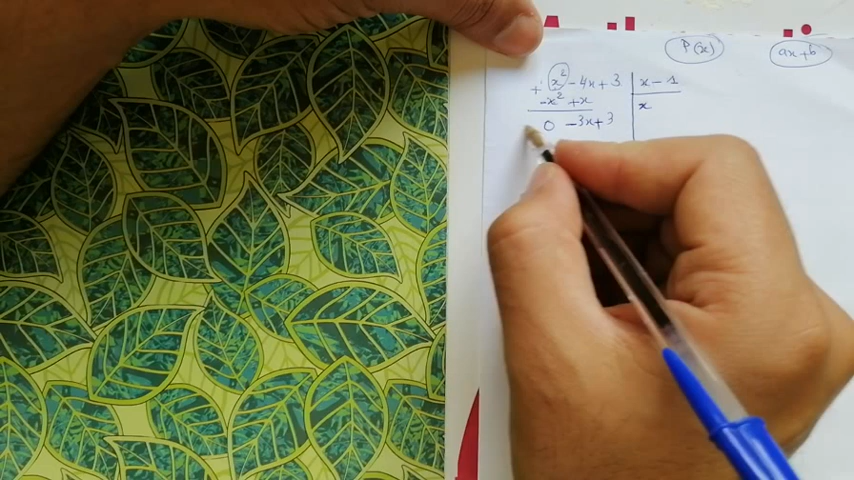 P(x) ax+b
+ x² - 4x + 3 | x - 1
- x² + x | x
0 - 3x + 3